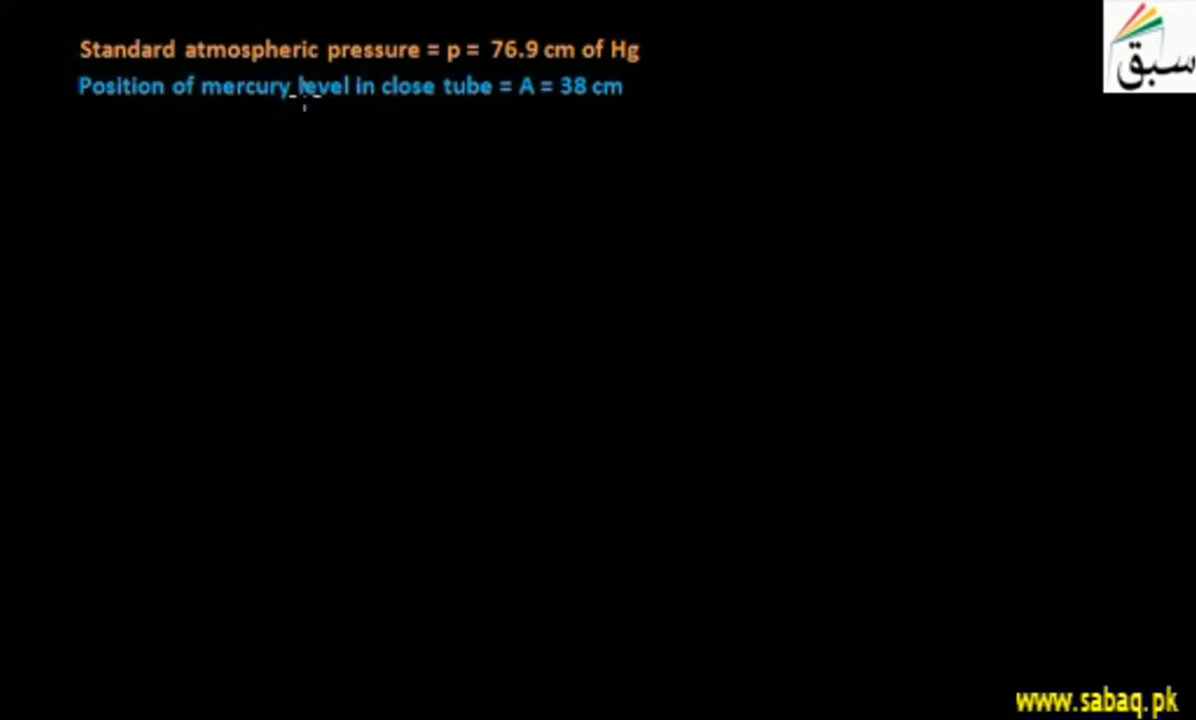 Standard atmospheric pressure = p = 76.9 cm of Hg
Position of mercury level in close tube = A = 38 cm
سبق
www.sabaq.pk